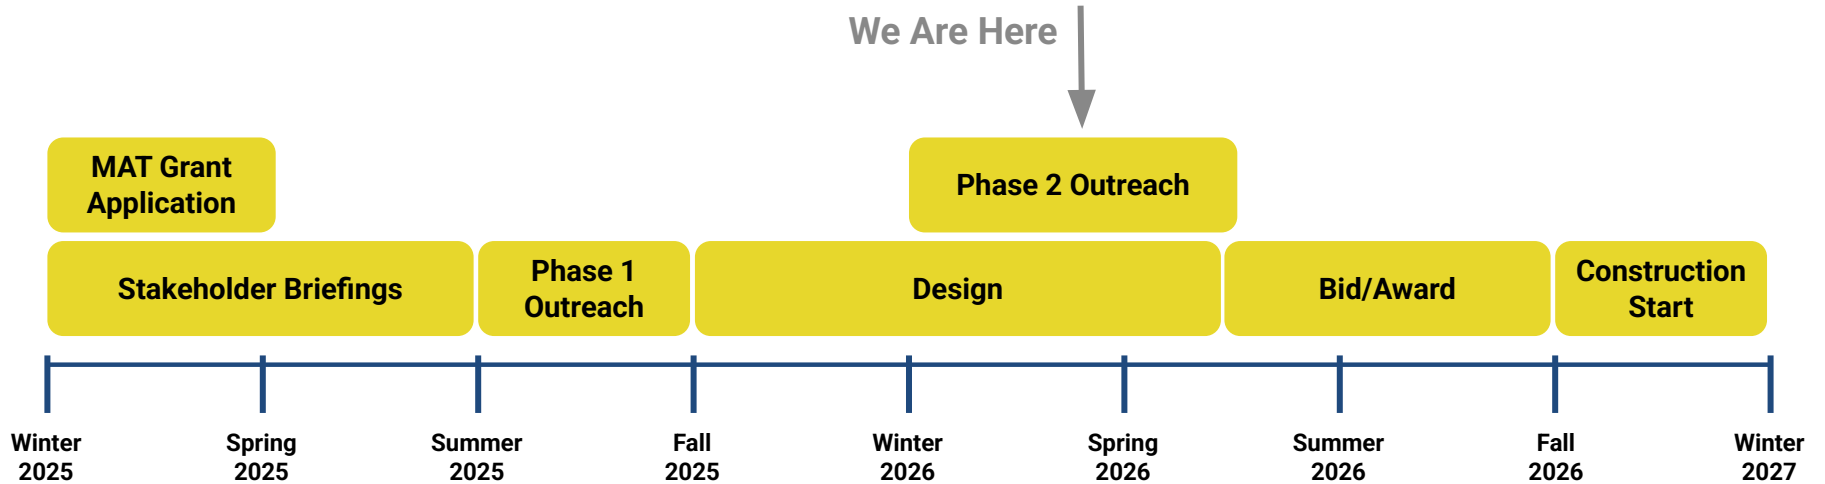 We Are Here
MAT Grant
Application
Phase 2 Outreach
Stakeholder Briefings
Phase 1
Outreach
Design
Bid/Award
Construction
Start
Winter
2025
Spring
2025
Summer
2025
Fall
2025
Winter
2026
Spring
2026
Summer
2026
Fall
2026
Winter
2027